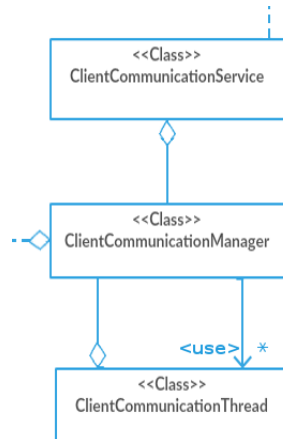 <<Class>>
ClientCommunicationService
<<Class>>
ClientCommunicationManager
<use> *
<<Class>>
ClientCommunicationThread